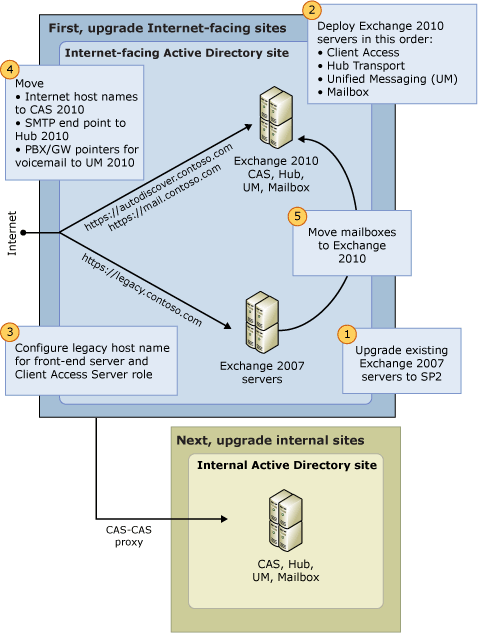 First, upgrade Internet-facing sites
Internet-facing Active Directory site
2
Deploy Exchange 2010
servers in this order:
• Client Access
• Hub Transport
• Unified Messaging (UM)
• Mailbox
4
Move
• Internet host names
to CAS 2010
• SMTP end point to
Hub 2010
• PBX/GW pointers for
voicemail to UM 2010
Exchange 2010
CAS, Hub,
UM, Mailbox
https://autodiscover.contoso.com
https://mail.contoso.com
Internet
https://legacy.contoso.com
5
Move mailboxes
to Exchange
2010
3
Configure legacy host name
for front-end server and
Client Access Server role
Exchange 2007
servers
1
Upgrade existing
Exchange 2007
servers to SP2
Next, upgrade internal sites
Internal Active Directory site
CAS-CAS
proxy
CAS, Hub,
UM, Mailbox